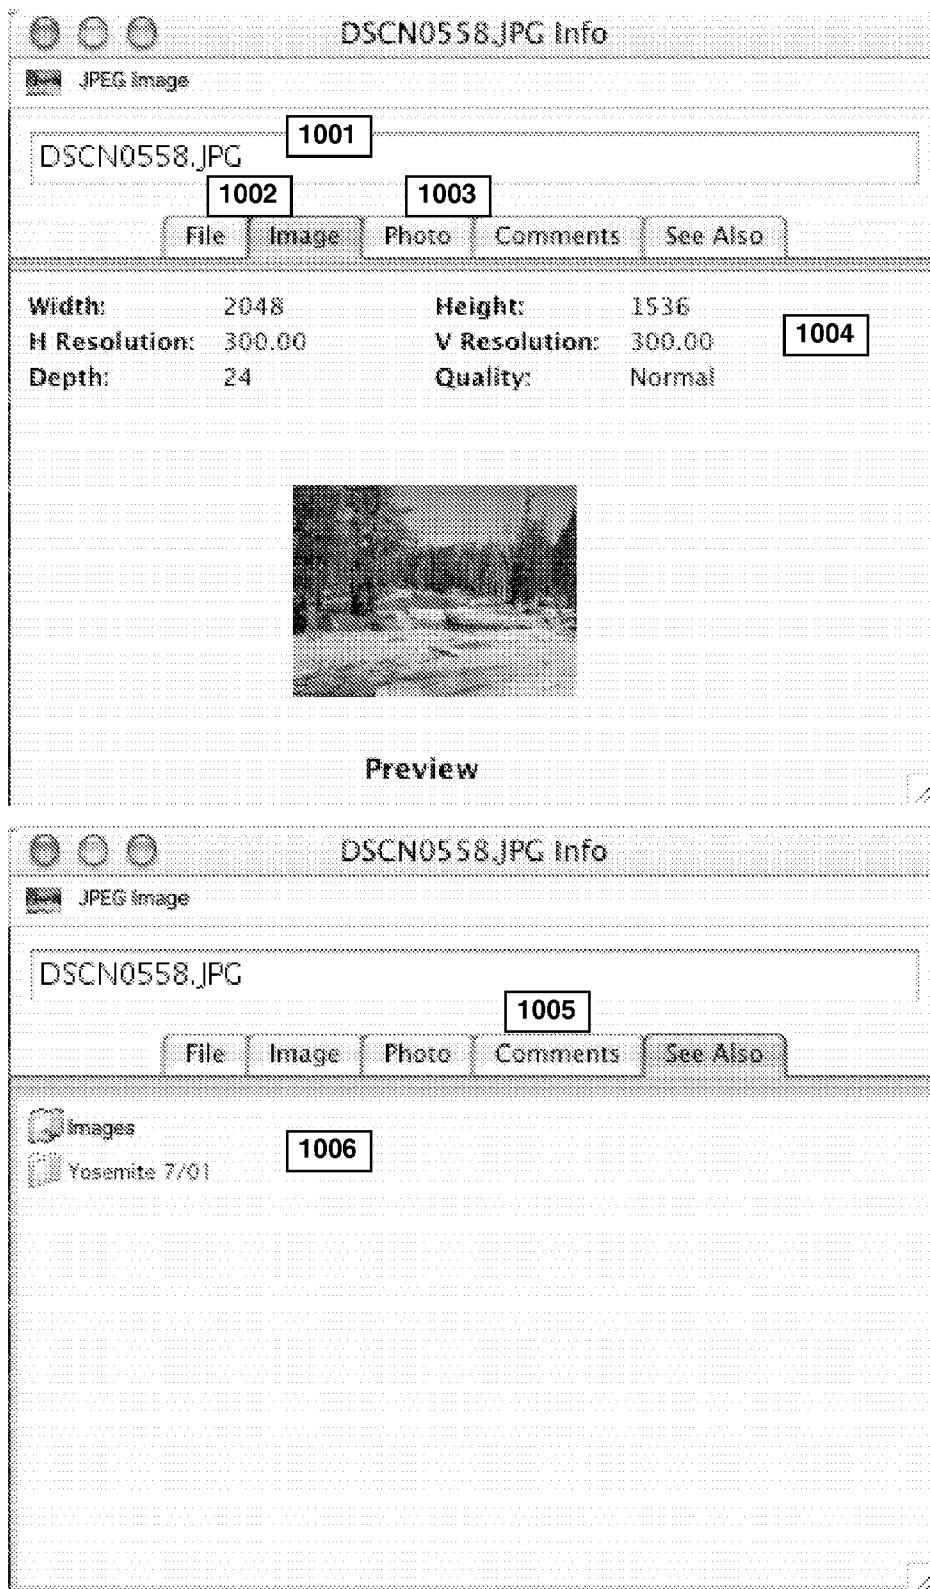 DSCN0558.JPG Info
JPEG Image
1001
DSCN0558.JPG
1002 1003
File Image Photo Comments See Also
Width: 2048 Height: 1536
1004
H Resolution: 300.00 V Resolution: 300.00
Depth: 24 Quality: Normal
Preview
DSCN0558.JPG Info
JPEG Image
DSCN0558.JPG
1005
File Image Photo Comments See Also
Images
1006
Yosemite 7/01